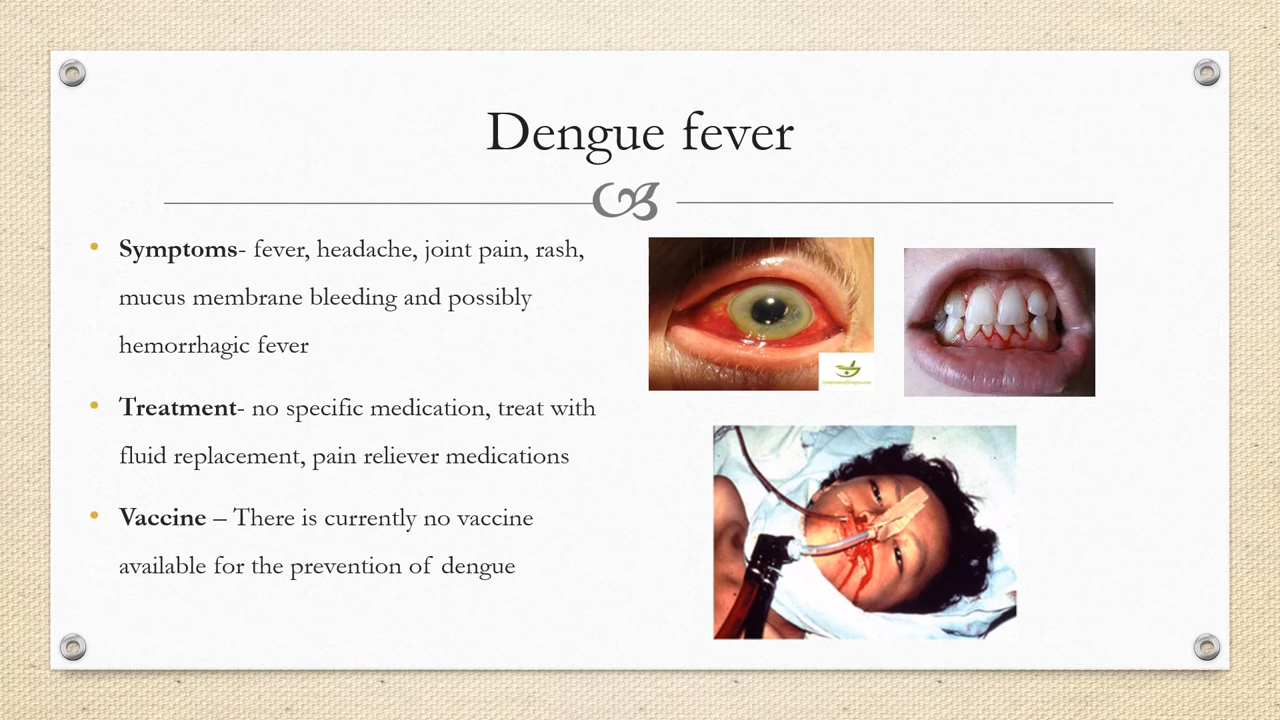 Dengue fever
Symptoms- fever, headache, joint pain, rash,
mucus membrane bleeding and possibly
hemorrhagic fever
Treatment- no specific medication, treat with
fluid replacement, pain reliever medications
Vaccine – There is currently no vaccine
available for the prevention of dengue